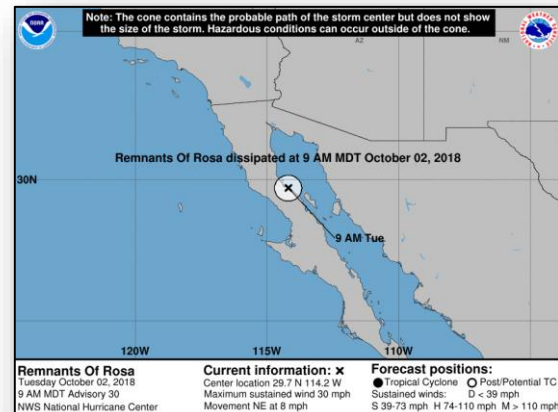 Note: The cone contains the probable path of the storm center but does not show
the size of the storm. Hazardous conditions can occur outside of the cone.
NOAA
AZ
NM
Remnants Of Rosa dissipated at 9 AM MDT October 02, 2018
30N
9 AM Tue
120W
115W
110W
Remnants Of Rosa
Tuesday October 02, 2018
9 AM MDT Advisory 30
NWS National Hurricane Center
Current information: ×
Center location 29.7 N 114.2 W
Maximum sustained wind 30 mph
Movement NE at 8 mph
Forecast positions:
● Tropical Cyclone ○ Post/Potential TC
Sustained winds: D < 39 mph
S 39-73 mph H 74-110 mph M > 110 mph